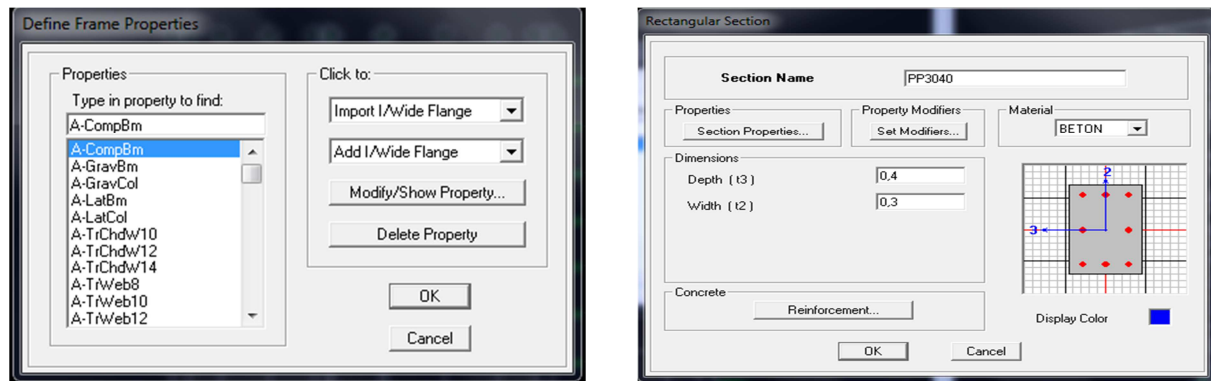 Define Frame Properties
Properties
Type in property to find:
A-CompBm
A-CompBm
A-GravBm
A-GravCol
A-LatBm
A-LatCol
A-TrChdW10
A-TrChdW12
A-TrChdW14
A-TrWeb8
A-TrWeb10
A-TrWeb12
Click to:
Import I/Wide Flange
Add I/Wide Flange
Modify/Show Property...
Delete Property
OK
Cancel
Rectangular Section
Section Name PP3040
Properties
Section Properties...
Property Modifiers
Set Modifiers...
Material
BETON
Dimensions
Depth ( t3 ) 0,4
Width ( t2 ) 0,3
2
3
Concrete
Reinforcement...
Display Color
OK Cancel